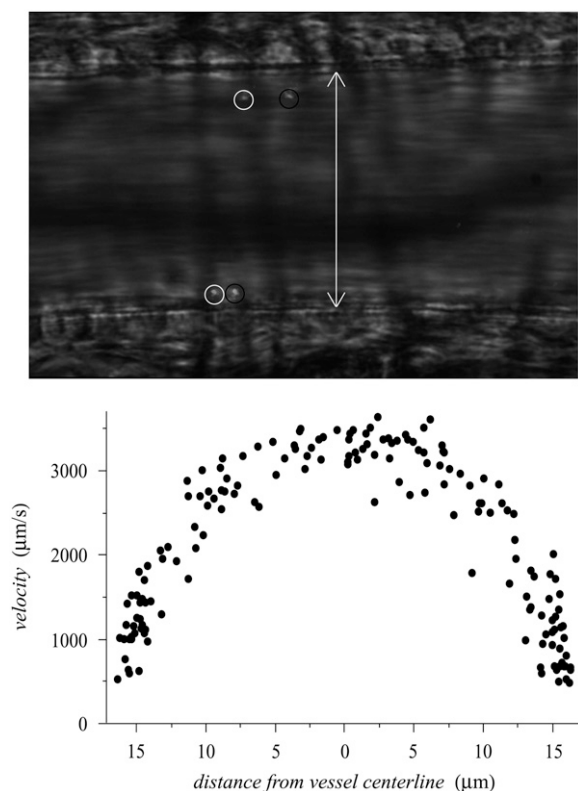 3000
2000
1000
0
velocity (μm/s)
15 10 5 0 5 10 15
distance from vessel centerline (μm)